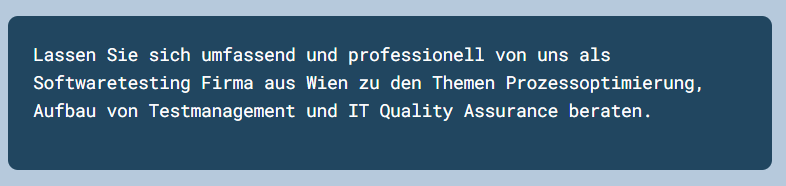 Lassen Sie sich umfassend und professionell von uns als
Softwaretesting Firma aus Wien zu den Themen Prozessoptimierung,
Aufbau von Testmanagement und IT Quality Assurance beraten.